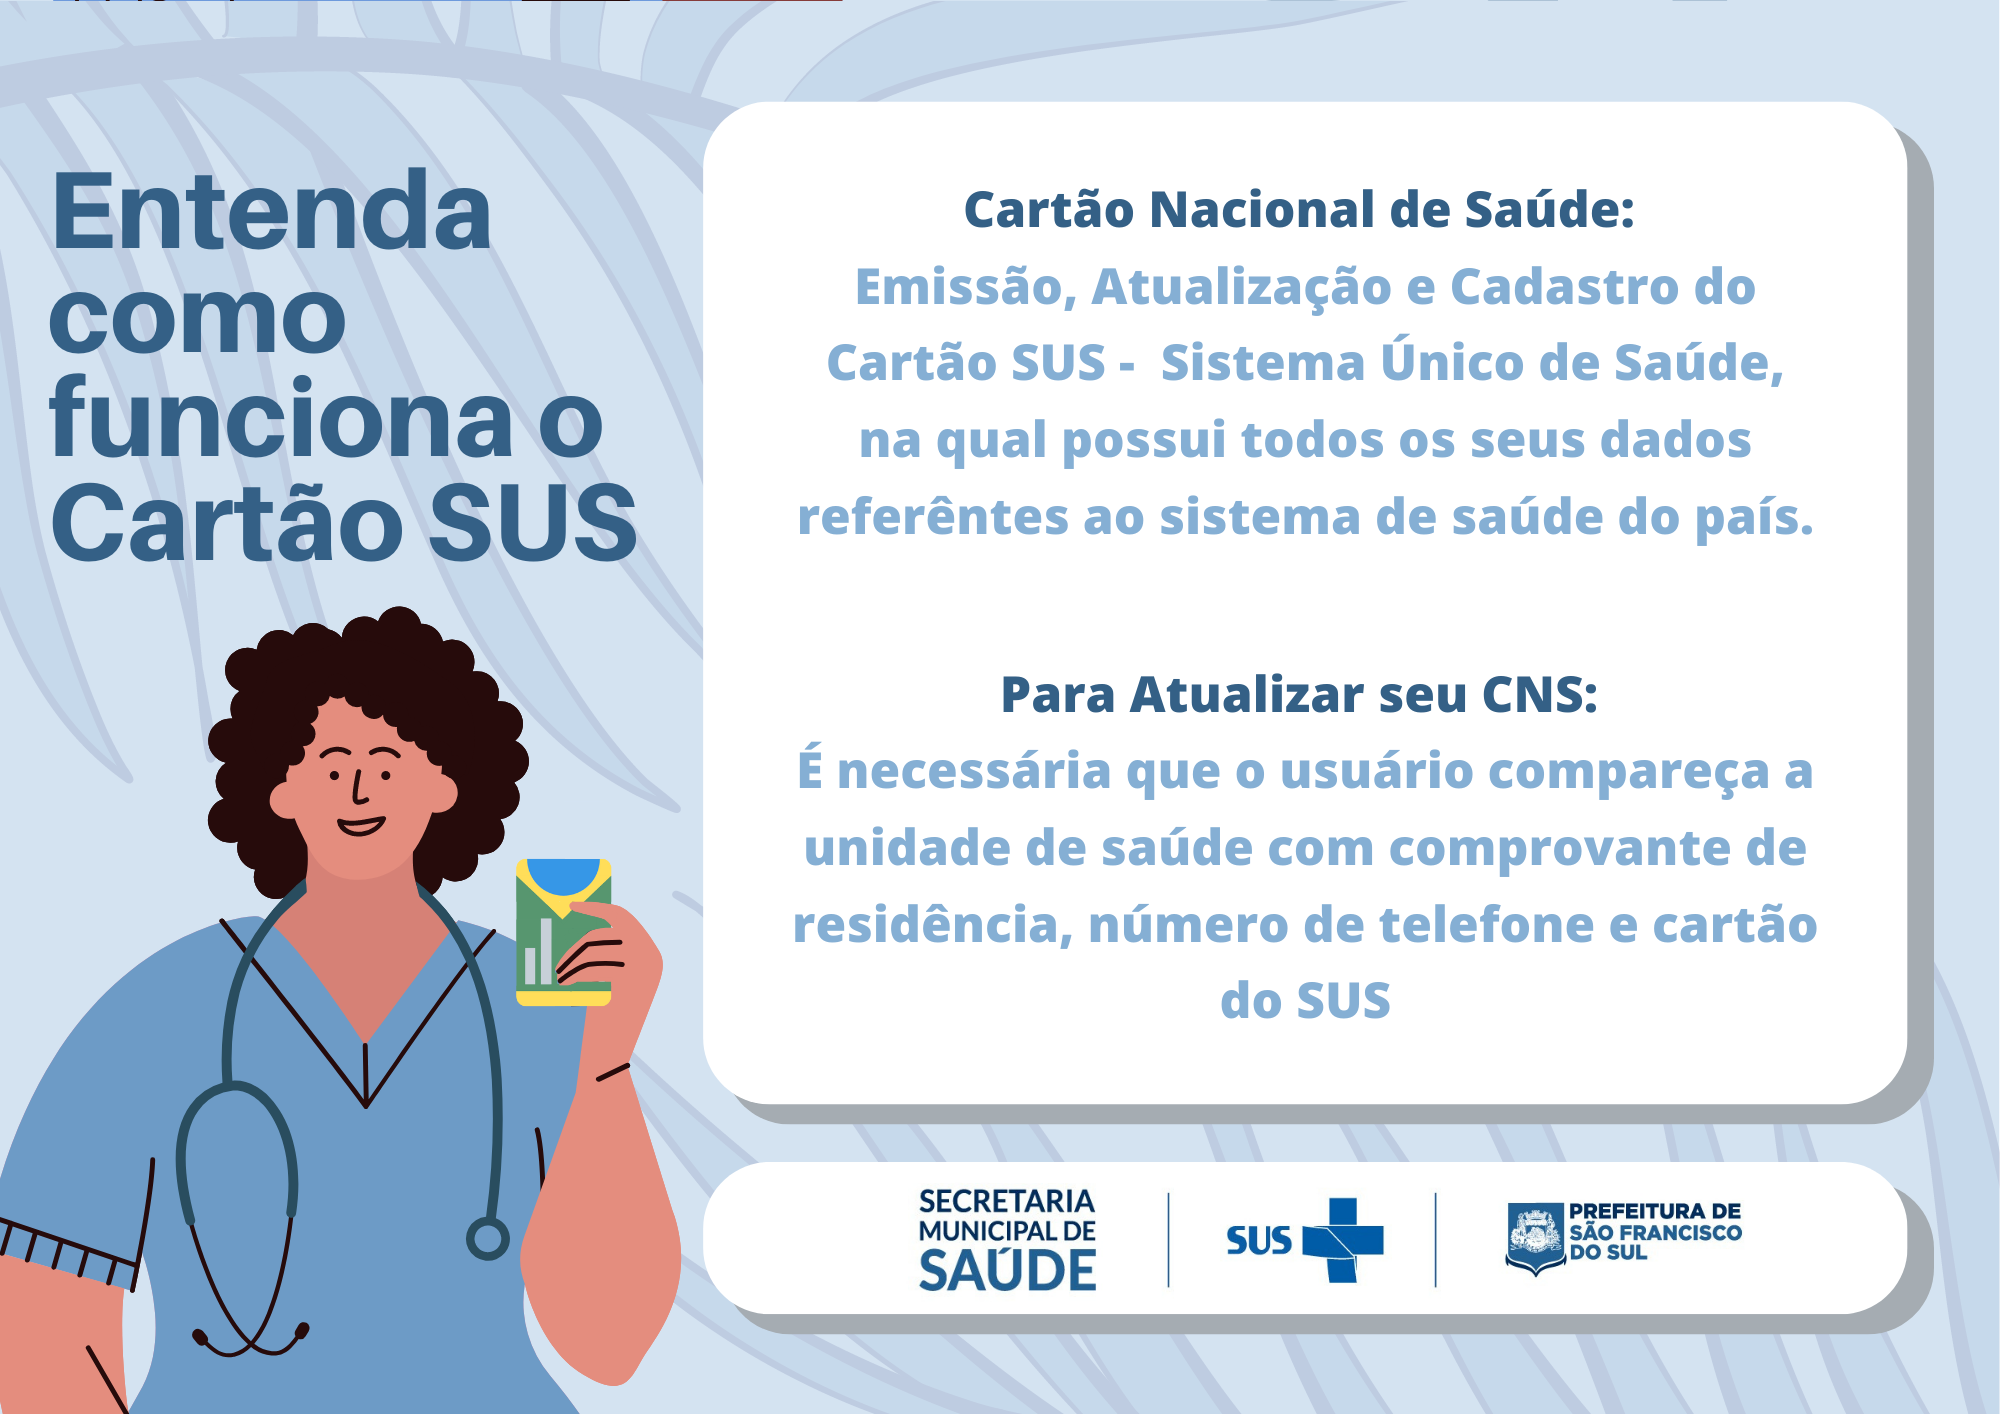 Entenda
como
funciona o
Cartão SUS
Cartão Nacional de Saúde:
Emissão, Atualização e Cadastro do
Cartão SUS - Sistema Único de Saúde,
na qual possui todos os seus dados
referêntes ao sistema de saúde do país.
Para Atualizar seu CNS:
É necessária que o usuário compareça a
unidade de saúde com comprovante de
residência, número de telefone e cartão
do SUS
SECRETARIA
MUNICIPAL DE
SAÚDE
SUS
PREFEITURA DE
SÃO FRANCISCO
DO SUL